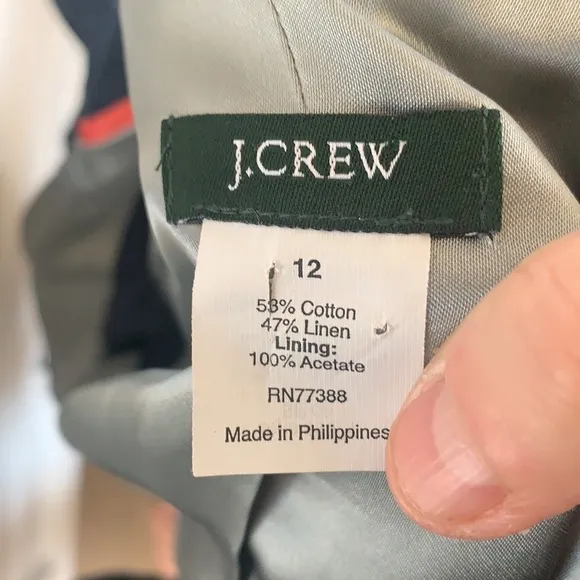 J.CREW
12
53% Cotton
47% Linen
Lining:
100% Acetate
RN77388
Made in Philippines